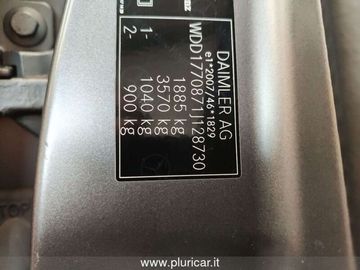 DAIMLER AG
e1*2007/46*1829
WDD1770871J128730
1885 kg
3570 kg
1- 1040 kg
2- 900 kg
www.pluricar.it